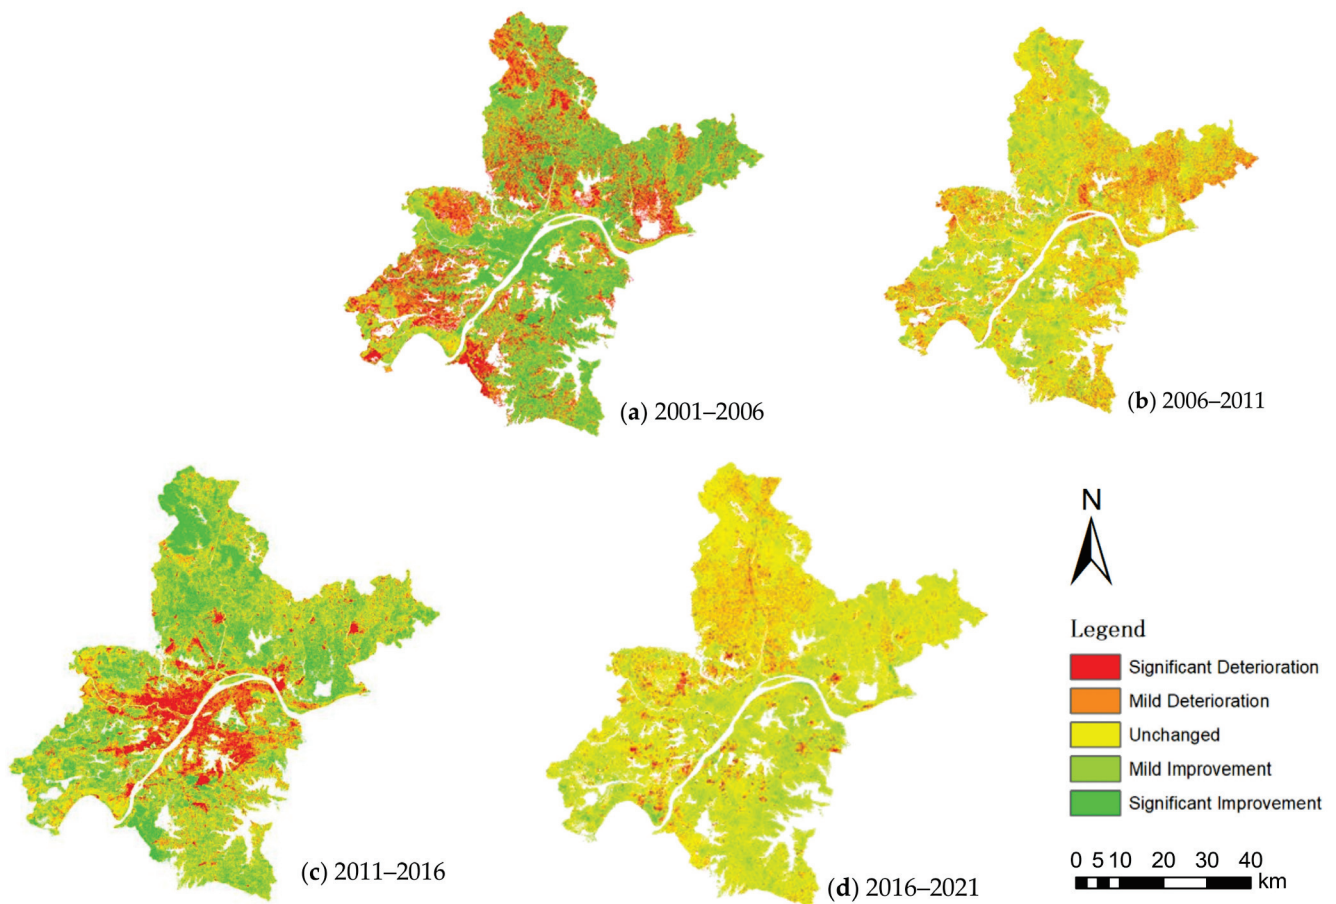 (a) 2001–2006
(b) 2006–2011
(c) 2011–2016
(d) 2016–2021
N
Legend
Significant Deterioration
Mild Deterioration
Unchanged
Mild Improvement
Significant Improvement
0 5 10 20 30 40
km